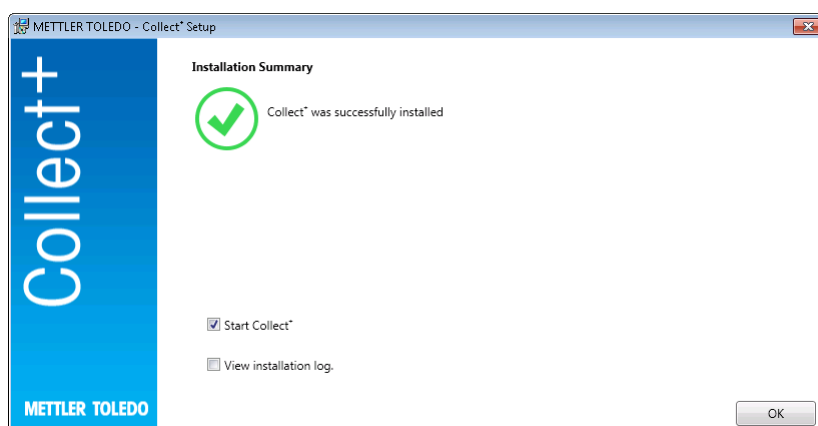 METTLER TOLEDO - Collect⁺ Setup
Collect+
Installation Summary
Collect⁺ was successfully installed
Start Collect⁺
View installation log.
METTLER TOLEDO
OK